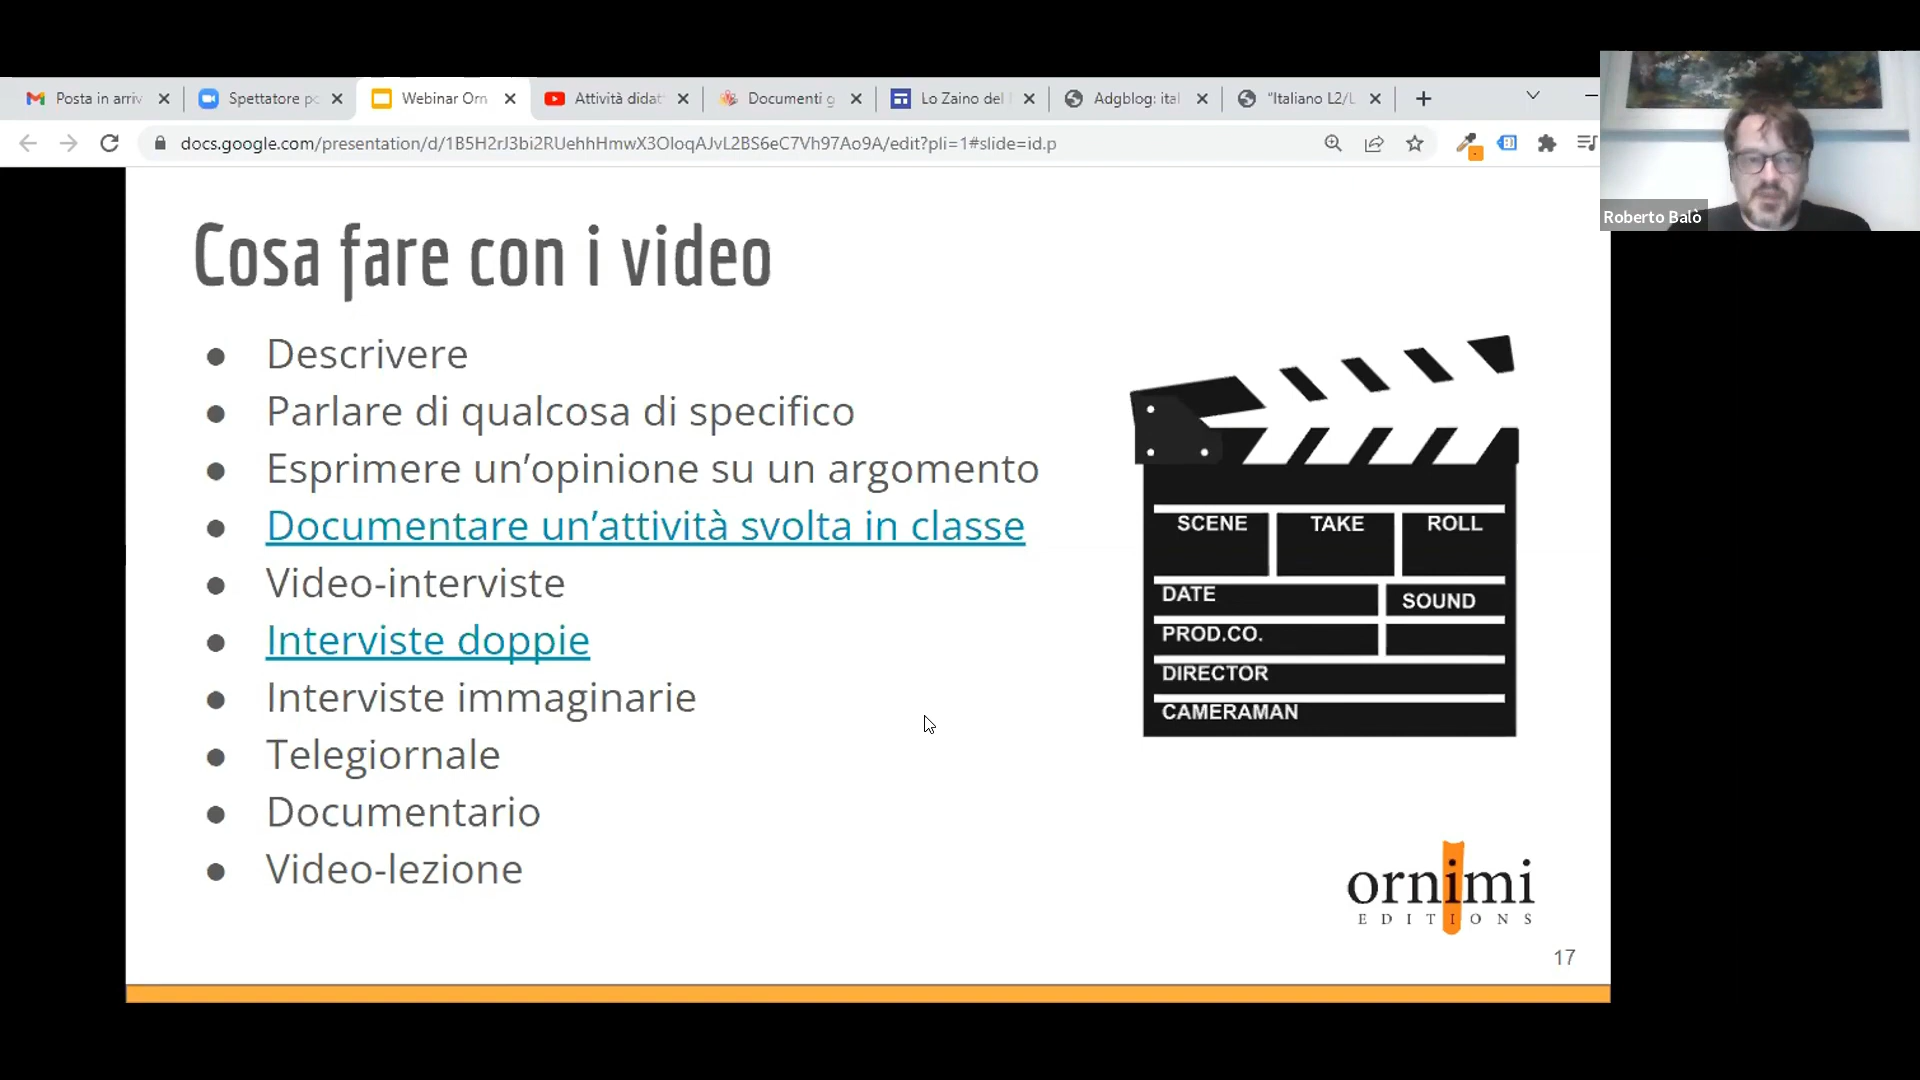 Posta in arriv
Spettatore po
Webinar Orn
Attività didat
Documenti g
Lo Zaino del
Adgblog: ital
"Italiano L2/L
docs.google.com/presentation/d/1B5H2rJ3bi2RUehhHmwX3OloqAJvL2BS6eC7Vh97Ao9A/edit?pli=1#slide=id.p
Roberto Balò
Cosa fare con i video
● Descrivere
● Parlare di qualcosa di specifico
● Esprimere un’opinione su un argomento
● Documentare un’attività svolta in classe
● Video-interviste
● Interviste doppie
● Interviste immaginarie
● Telegiornale
● Documentario
● Video-lezione
SCENE TAKE ROLL
DATE SOUND
PROD.CO.
DIRECTOR
CAMERAMAN
ornimi
EDITIONS
17